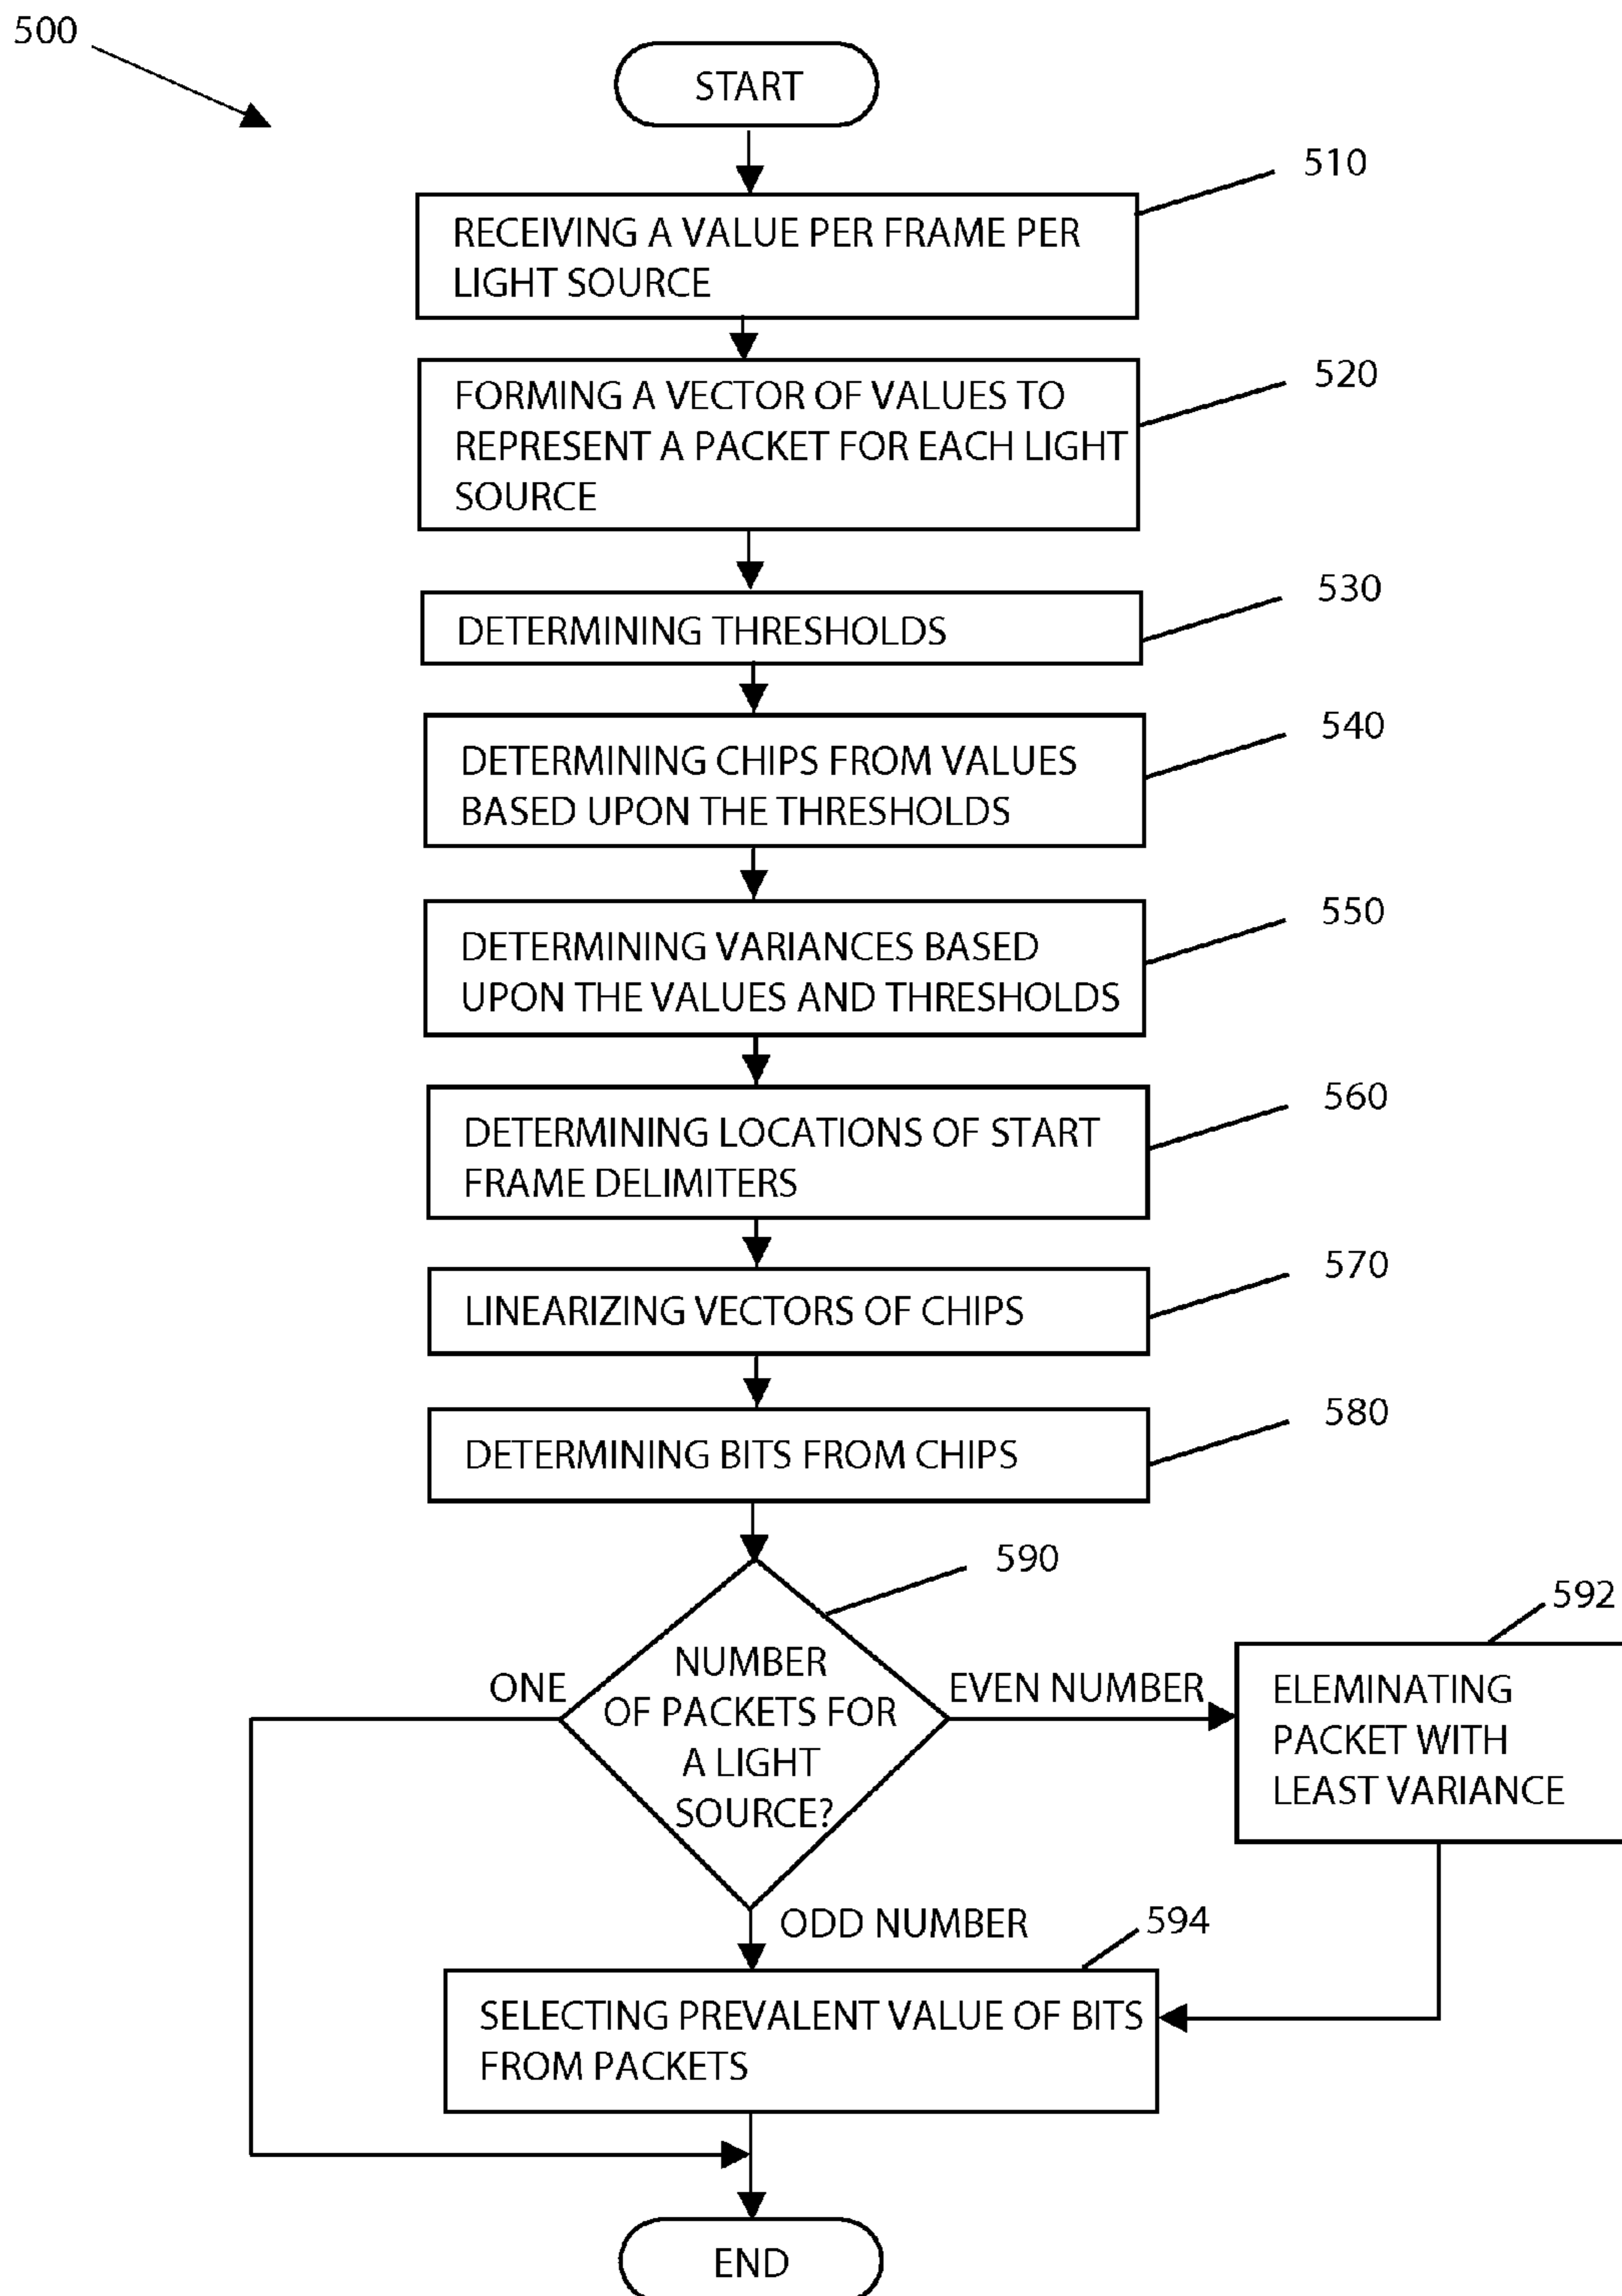 500
START
510
RECEIVING A VALUE PER FRAME PER
LIGHT SOURCE
520
FORMING A VECTOR OF VALUES TO
REPRESENT A PACKET FOR EACH LIGHT
SOURCE
530
DETERMINING THRESHOLDS
540
DETERMINING CHIPS FROM VALUES
BASED UPON THE THRESHOLDS
550
DETERMINING VARIANCES BASED
UPON THE VALUES AND THRESHOLDS
560
DETERMINING LOCATIONS OF START
FRAME DELIMITERS
570
LINEARIZING VECTORS OF CHIPS
580
DETERMINING BITS FROM CHIPS
590
NUMBER
OF PACKETS FOR
A LIGHT
SOURCE?
ONE
EVEN NUMBER
592
ELEMINATING
PACKET WITH
LEAST VARIANCE
ODD NUMBER
594
SELECTING PREVALENT VALUE OF BITS
FROM PACKETS
END